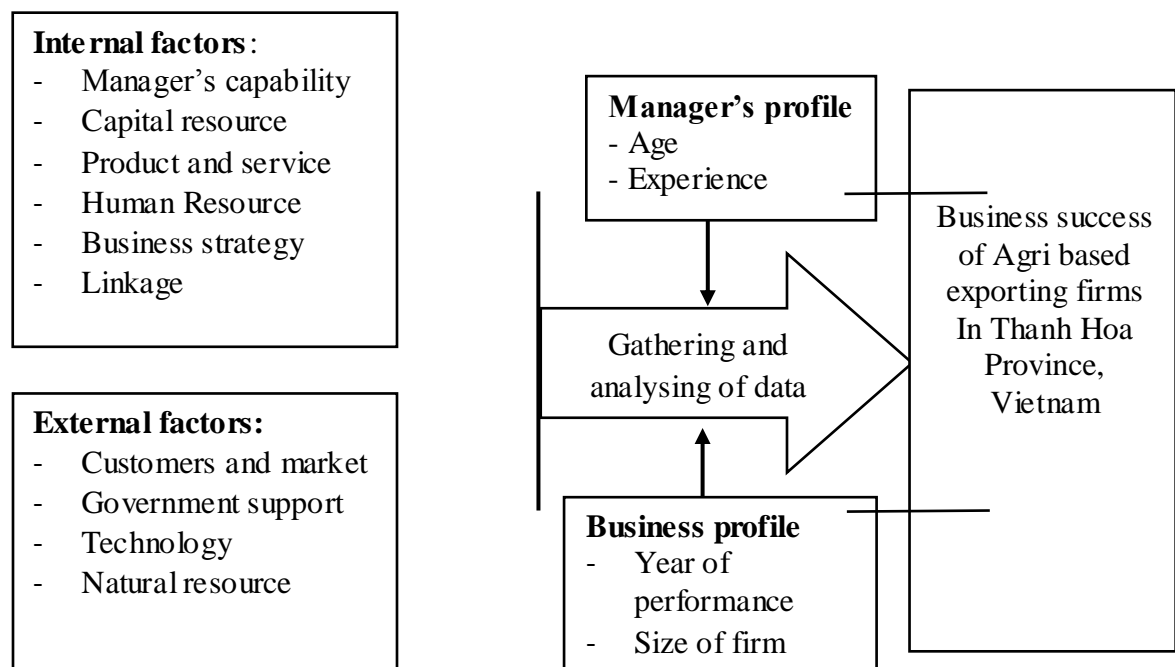 Internal factors:
- Manager's capability
- Capital resource
- Product and service
- Human Resource
- Business strategy
- Linkage
External factors:
- Customers and market
- Government support
- Technology
- Natural resource
Manager's profile
- Age
- Experience
Gathering and
analysing of data
Business profile
- Year of
performance
- Size of firm
Business success
of Agri based
exporting firms
In Thanh Hoa
Province,
Vietnam